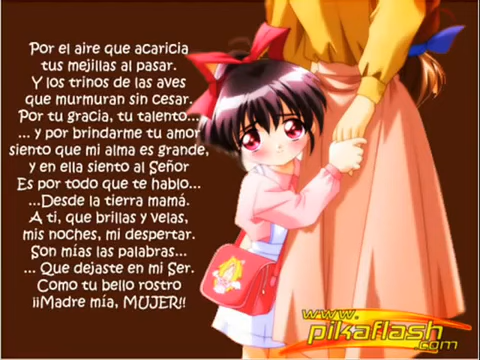 Por el aire que acaricia
tus mejillas al pasar.
Y los trinos de las aves
que murmuran sin cesar.
Por tu gracia, tu talento...
... y por brindarme tu amor
siento que mi alma es grande,
y en ella siento al Señor
Es por todo que te hablo...
...Desde la tierra mamá.
A ti, que brillas y velas,
mis noches, mi despertar.
Son mías las palabras...
... Que dejaste en mi Ser.
Como tu bello rostro
¡¡Madre mía, MUJER!!
www.
pikaflash
.com